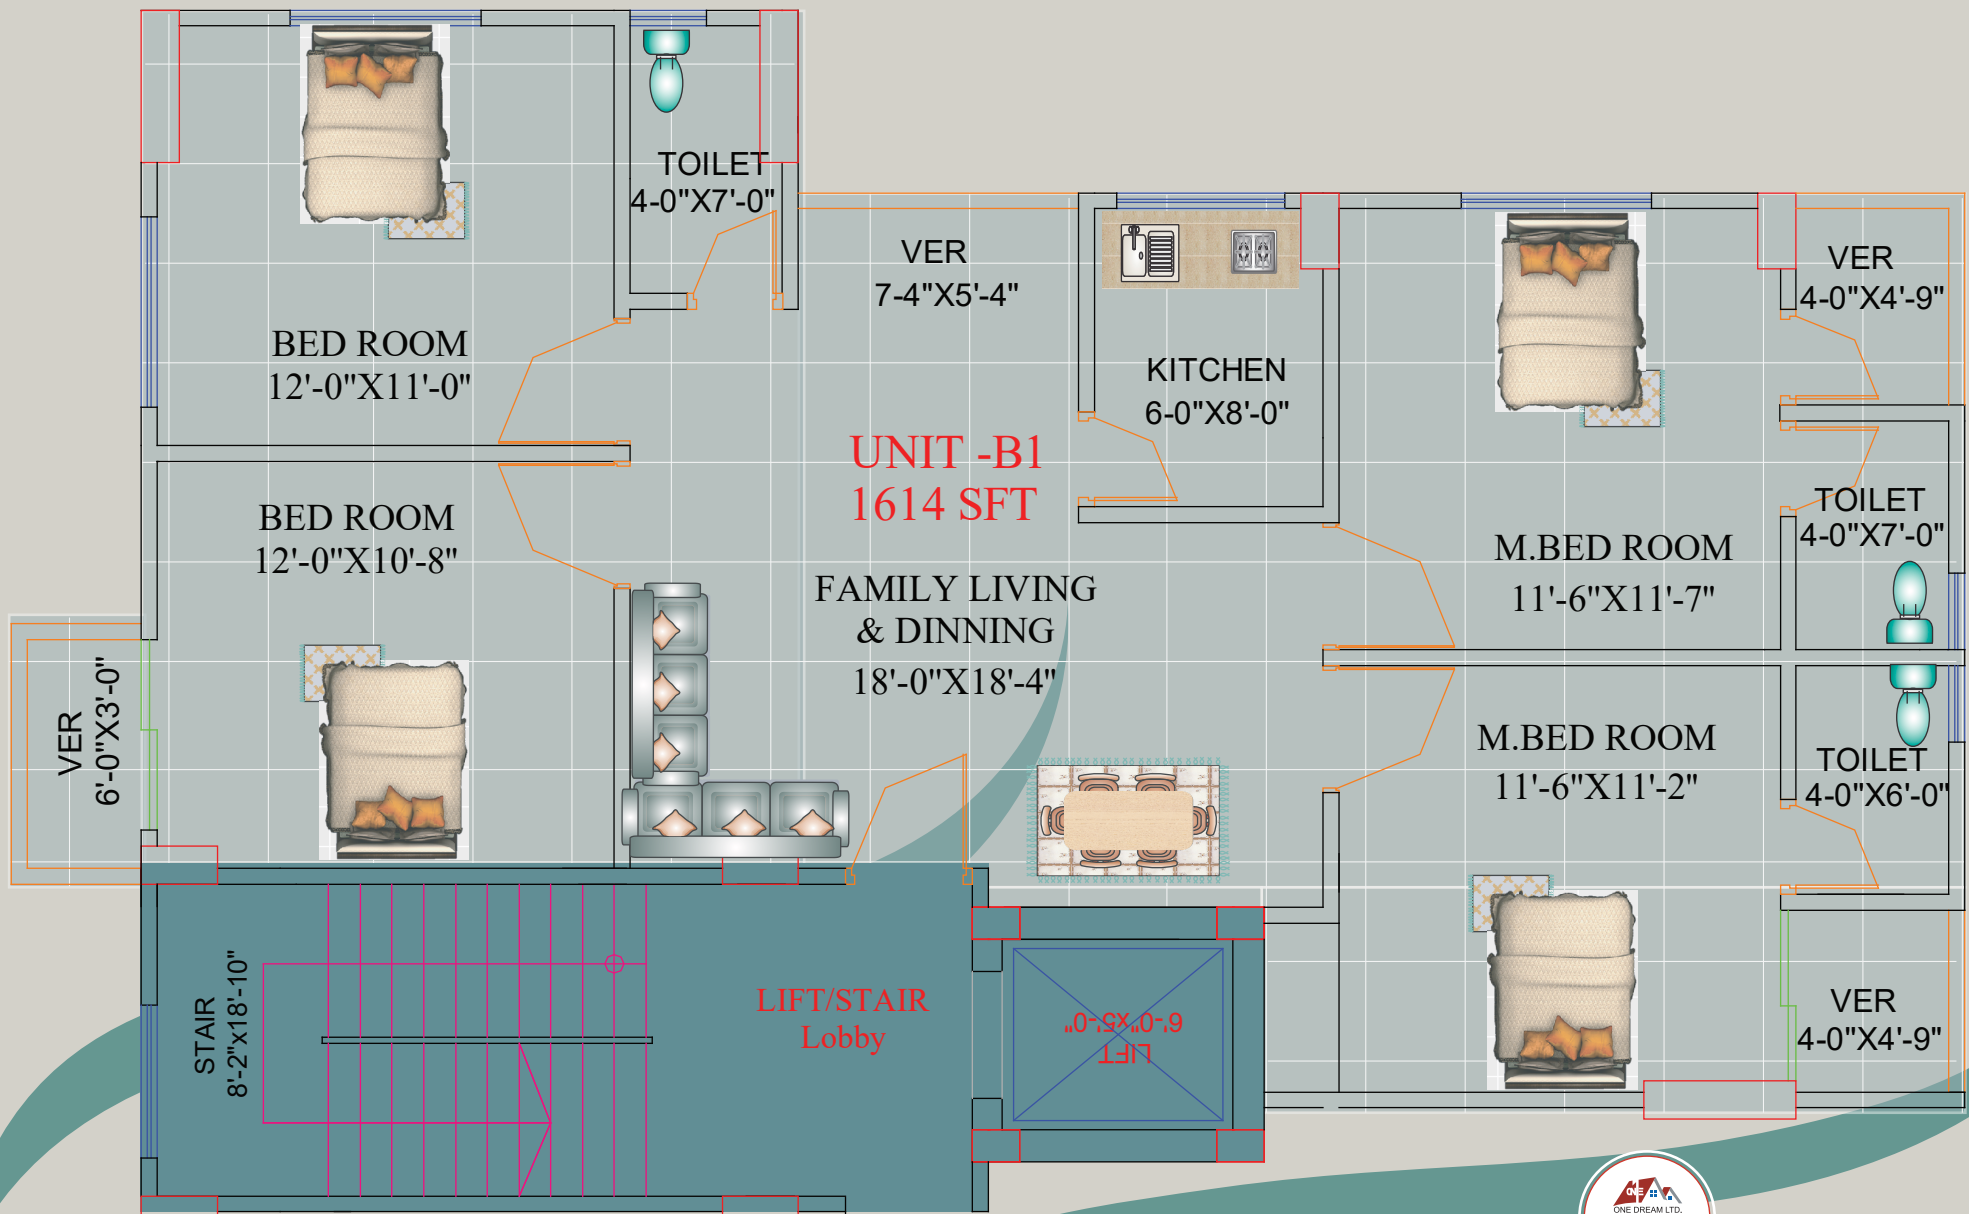 TOILET
4-0"X7'-0"
VER
7-4"X5'-4"
VER
4-0"X4'-9"
BED ROOM
12'-0"X11'-0"
KITCHEN
6-0"X8'-0"
UNIT -B1
1614 SFT
BED ROOM
12'-0"X10'-8"
TOILET
4-0"X7'-0"
M.BED ROOM
11'-6"X11'-7"
FAMILY LIVING
& DINNING
18'-0"X18'-4"
VER
6'-0"X3'-0"
M.BED ROOM
11'-6"X11'-2"
TOILET
4-0"X6'-0"
STAIR
8'-2"x18'-10"
LIFT/STAIR
Lobby
LIFT
6'-0"X5'-0"
VER
4-0"X4'-9"
ONE
ONE DREAM LTD.